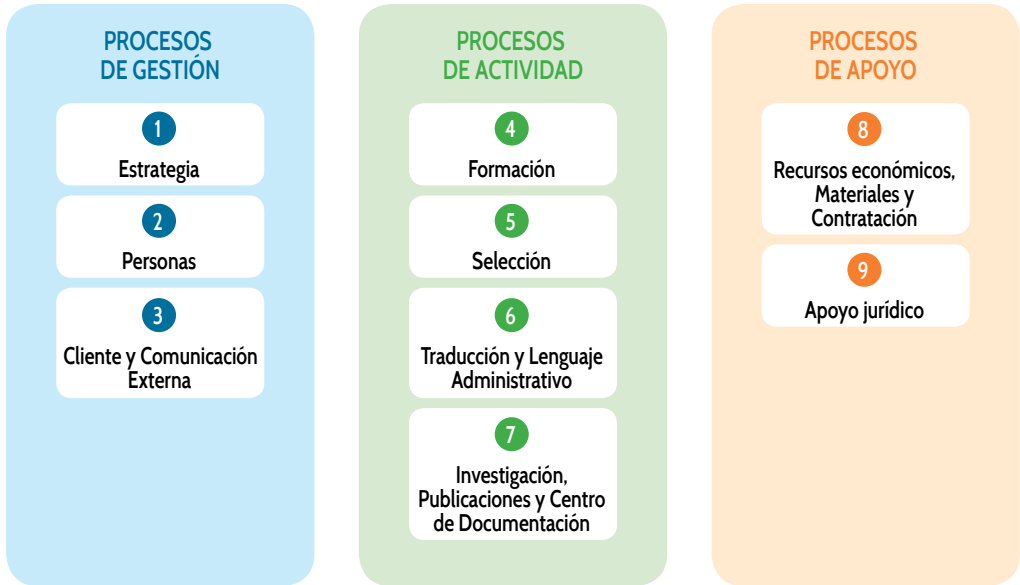 PROCESOS
DE GESTIÓN
1
Estrategia
2
Personas
3
Cliente y Comunicación
Externa
PROCESOS
DE ACTIVIDAD
4
Formación
5
Selección
6
Traducción y Lenguaje
Administrativo
7
Investigación,
Publicaciones y Centro
de Documentación
PROCESOS
DE APOYO
8
Recursos económicos,
Materiales y
Contratación
9
Apoyo jurídico